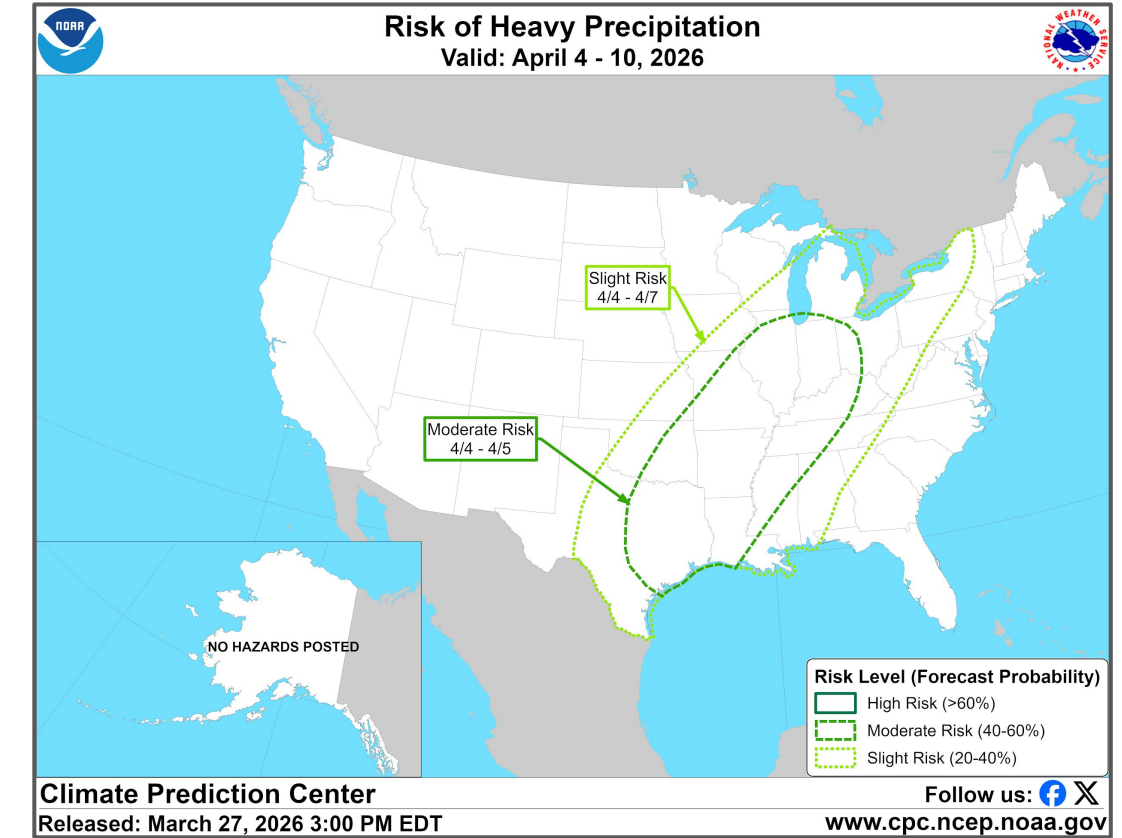 NOAA
Risk of Heavy Precipitation
Valid: April 4 - 10, 2026
NATIONAL WEATHER SERVICE
Slight Risk
4/4 - 4/7
Moderate Risk
4/4 - 4/5
NO HAZARDS POSTED
Risk Level (Forecast Probability)
High Risk (>60%)
Moderate Risk (40-60%)
Slight Risk (20-40%)
Climate Prediction Center
Follow us:
Released: March 27, 2026 3:00 PM EDT
www.cpc.ncep.noaa.gov